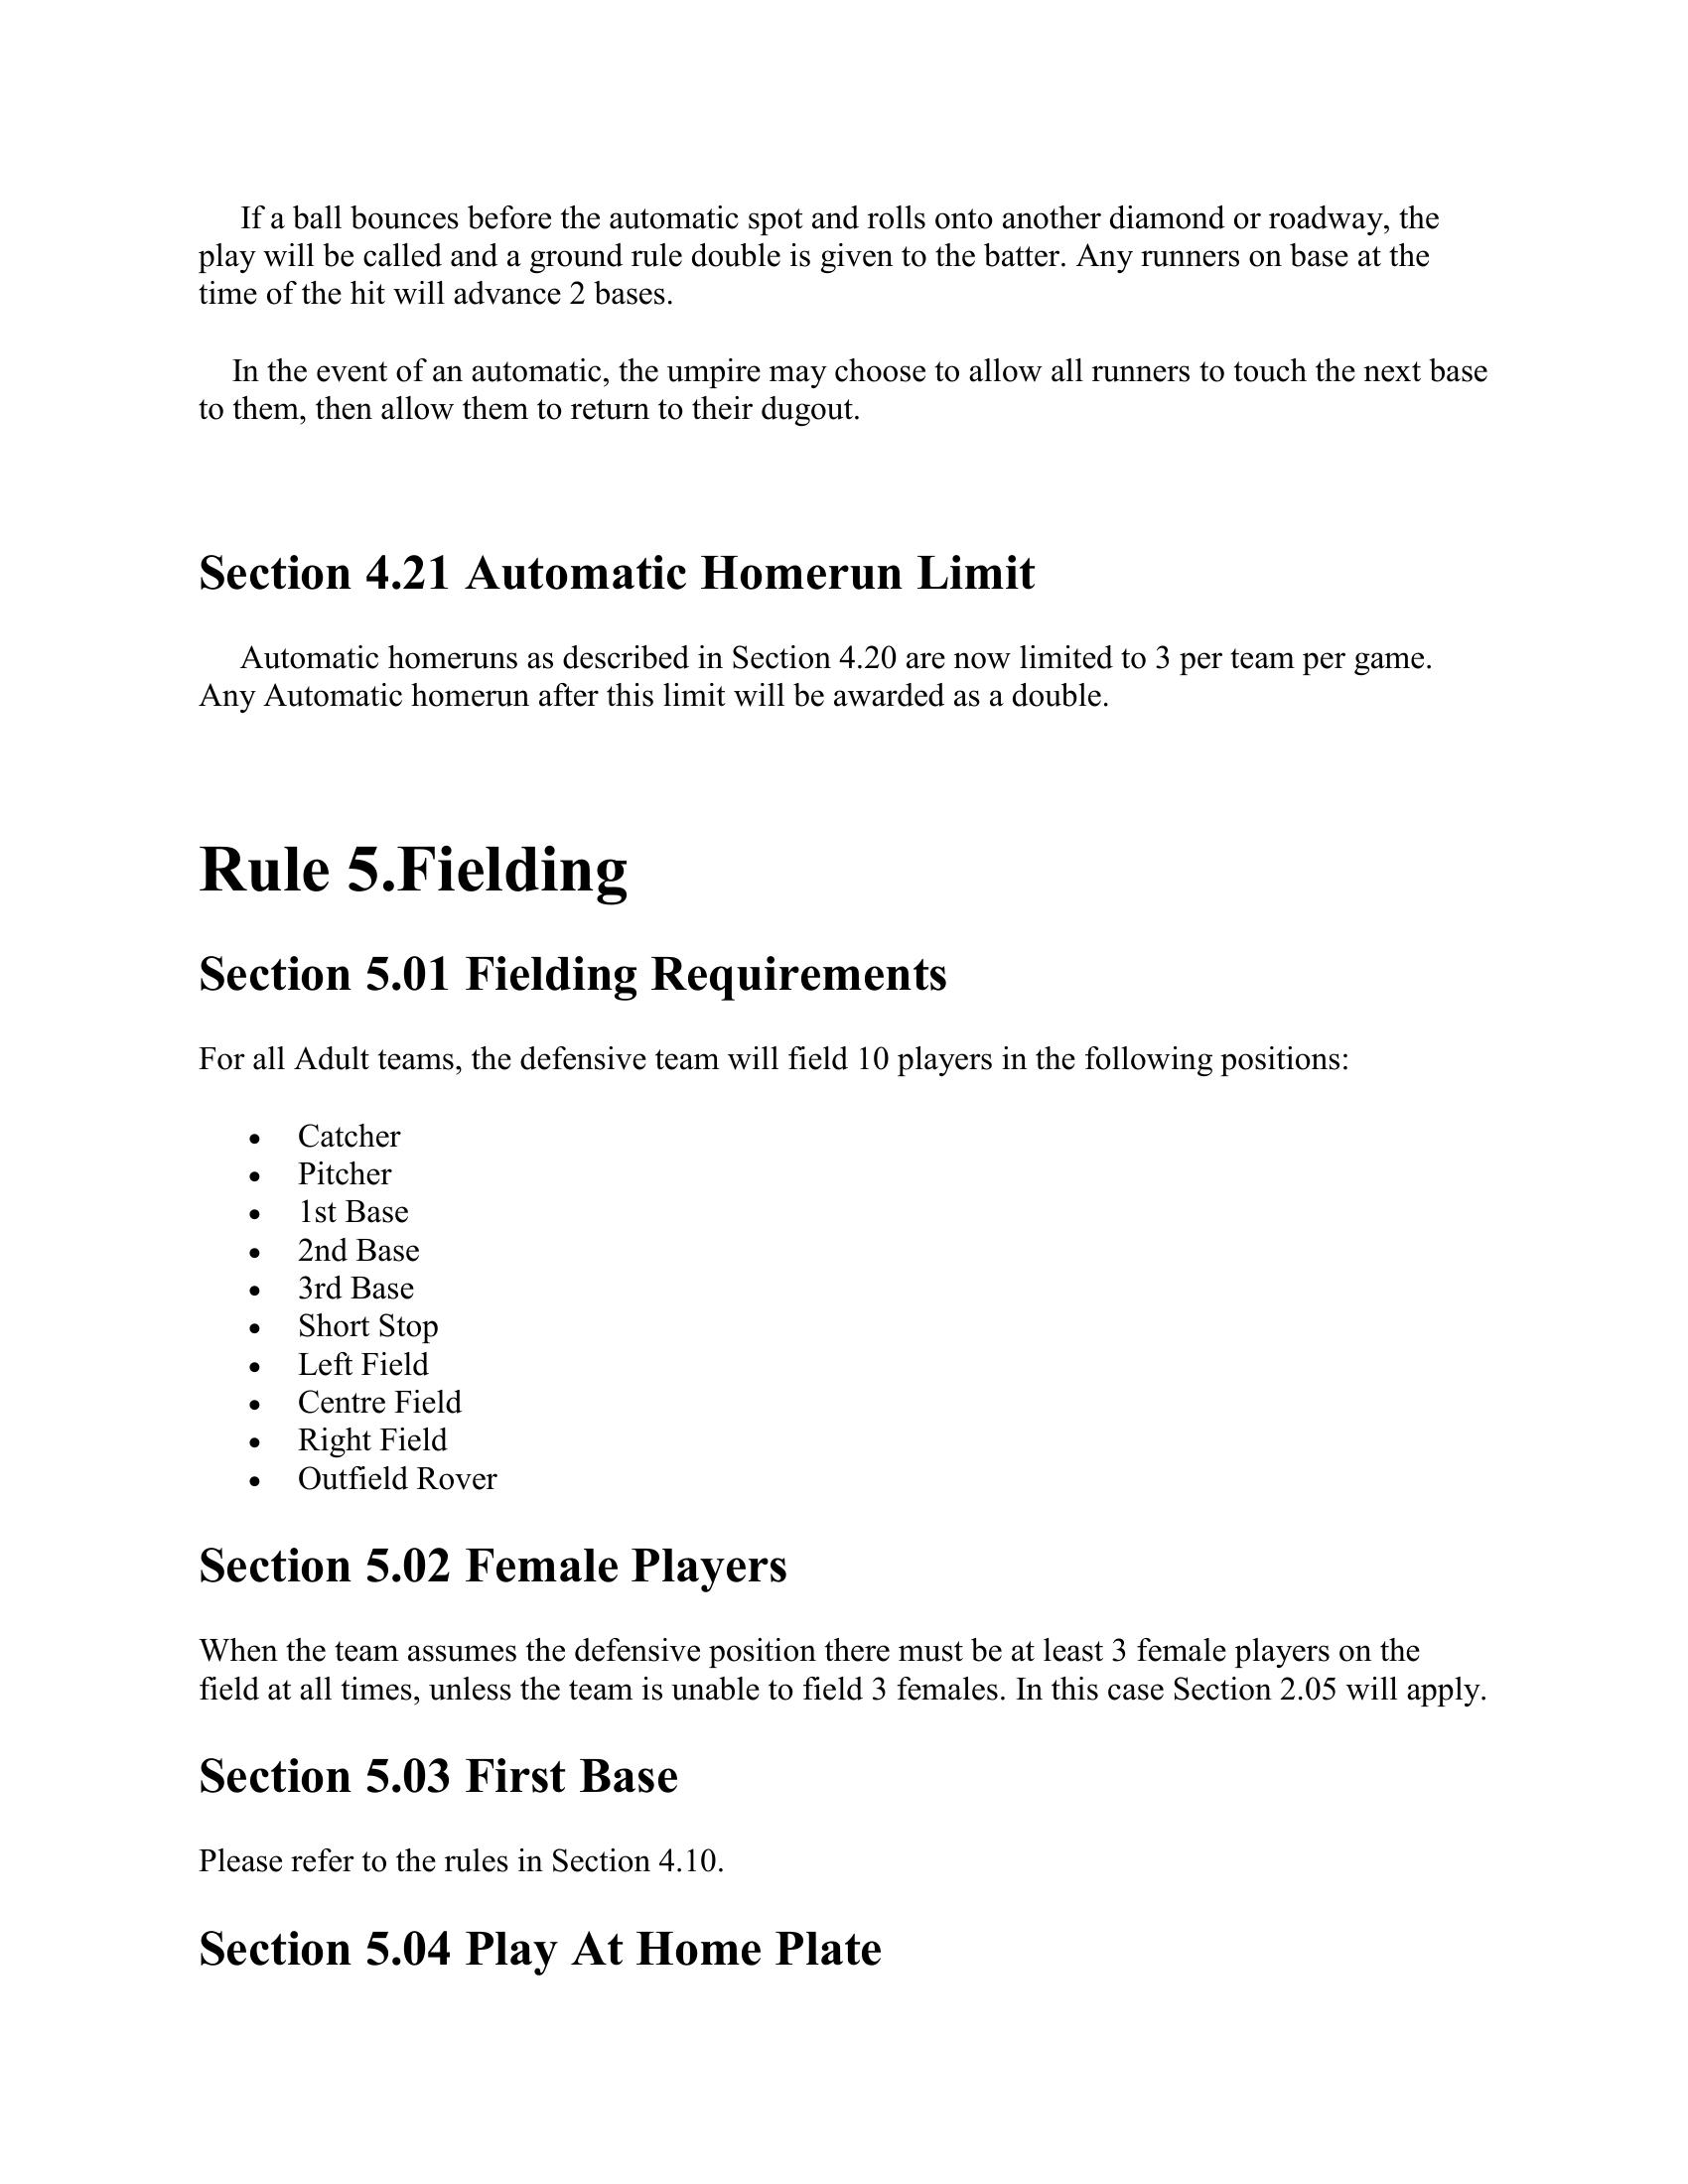 If a ball bounces before the automatic spot and rolls onto another diamond or roadway, the
play will be called and a ground rule double is given to the batter. Any runners on base at the
time of the hit will advance 2 bases.
In the event of an automatic, the umpire may choose to allow all runners to touch the next base
to them, then allow them to return to their dugout.
Section 4.21 Automatic Homerun Limit
Automatic homeruns as described in Section 4.20 are now limited to 3 per team per game.
Any Automatic homerun after this limit will be awarded as a double.
Rule 5.Fielding
Section 5.01 Fielding Requirements
For all Adult teams, the defensive team will field 10 players in the following positions:
• Catcher
• Pitcher
• 1st Base
• 2nd Base
• 3rd Base
• Short Stop
• Left Field
• Centre Field
• Right Field
• Outfield Rover
Section 5.02 Female Players
When the team assumes the defensive position there must be at least 3 female players on the
field at all times, unless the team is unable to field 3 females. In this case Section 2.05 will apply.
Section 5.03 First Base
Please refer to the rules in Section 4.10.
Section 5.04 Play At Home Plate